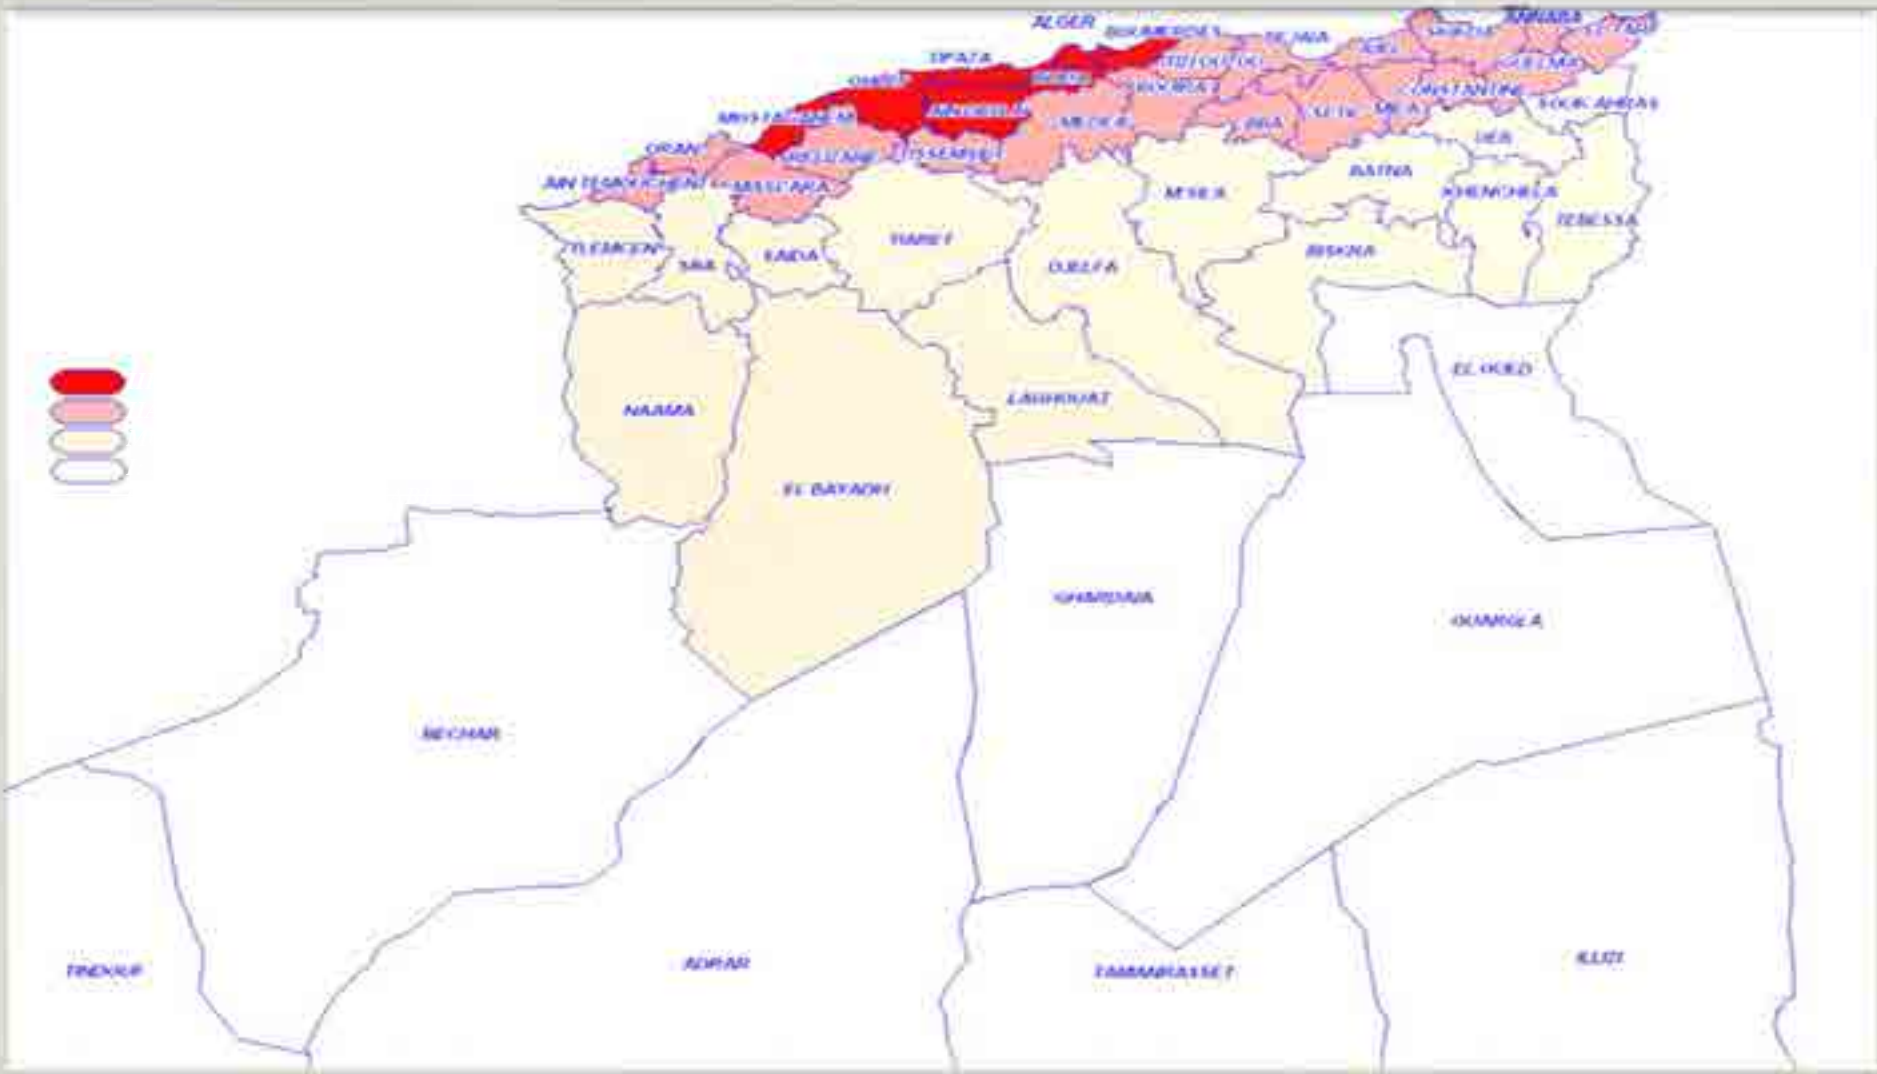 ALGER
BOUMERDES
BEJAIA
JIJEL
SKIKDA
ANNABA
EL TARF
TIPAZA
TIZI OUZOU
GUELMA
CHLEF
BLIDA
BOUIRA
CONSTANTINE
SOUK AHRAS
MOSTAGANEM
AIN DEFLA
MEDEA
BBA
SETIF
MILA
OEB
ORAN
RELIZANE
TISSEMSILT
AIN TEMOUCHENT
MASCARA
M'SILA
BATNA
KHENCHELA
TEBESSA
TLEMCEN
SBA
SAIDA
TIARET
DJELFA
BISKRA
NAAMA
LAGHOUAT
EL OUED
EL BAYADH
GHARDAIA
OUARGLA
BECHAR
TINDOUF
ADRAR
TAMANRASSET
ILLIZI